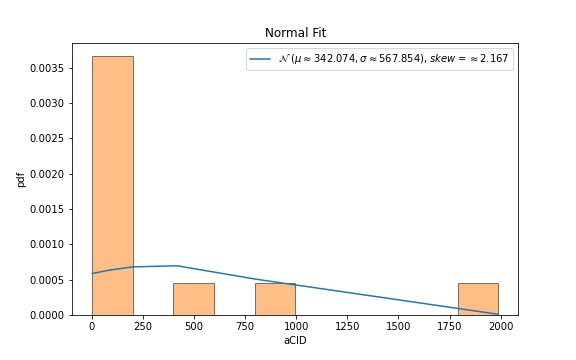 Normal Fit
𝒩 (μ ≈ 342.074, σ ≈ 567.854), skew = ≈ 2.167
0.0035
0.0030
0.0025
0.0020
0.0015
0.0010
0.0005
0.0000
pdf
0 250 500 750 1000 1250 1500 1750 2000
aCID